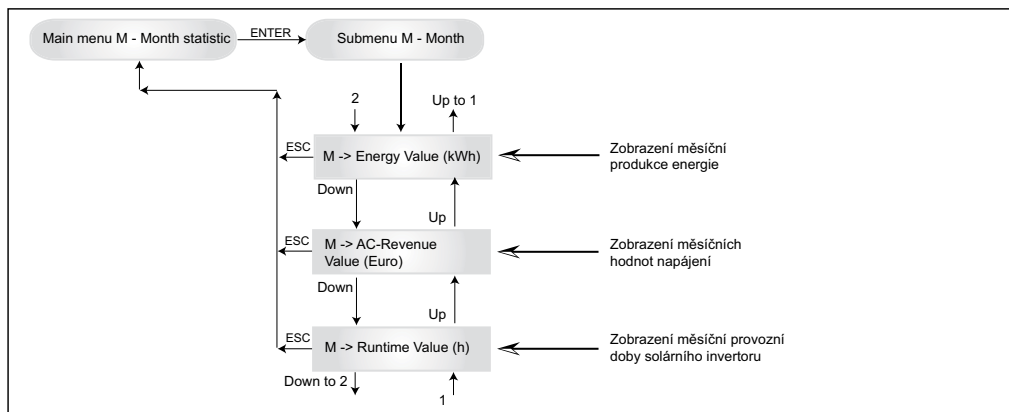 Main menu M - Month statistic
ENTER
Submenu M - Month
2
Up to 1
ESC
M -> Energy Value (kWh)
Zobrazení měsíční
produkce energie
Down
Up
ESC
M -> AC-Revenue
Value (Euro)
Zobrazení měsíčních
hodnot napájení
Down
Up
ESC
M -> Runtime Value (h)
Zobrazení měsíční provozní
doby solárního invertoru
Down to 2
1